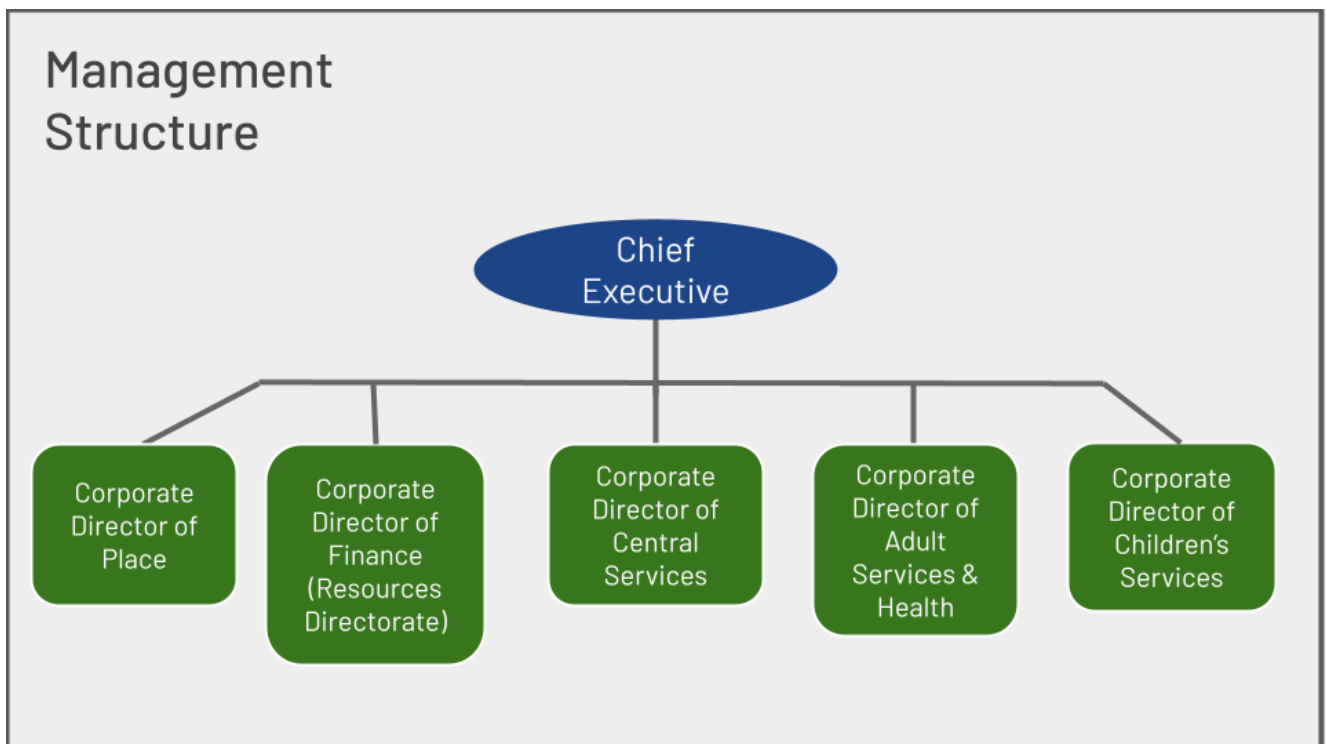 Management
Structure
Chief
Executive
Corporate
Director of
Place
Corporate
Director of
Finance
(Resources
Directorate)
Corporate
Director of
Central
Services
Corporate
Director of
Adult
Services &
Health
Corporate
Director of
Children’s
Services